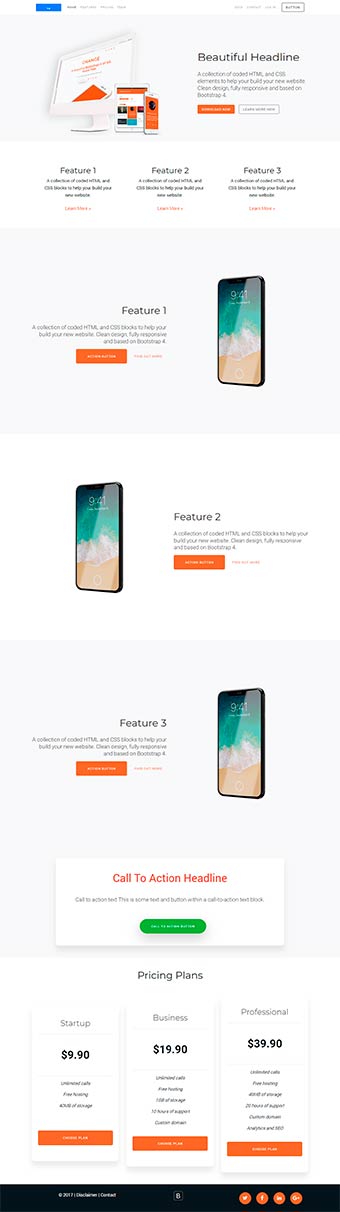 HOME FEATURES PRICING TEAM
BUTTON
CHANGE
Beautiful Headline
A collection of coded HTML and CSS
elements to help your build your new website
Clean design, fully responsive and based on
Bootstrap 4.
DOWNLOAD NOW LEARN MORE NOW
Feature 1
A collection of coded HTML and
CSS blocks to help your build your
new website.
Learn More »
Feature 2
A collection of coded HTML and
CSS blocks to help your build your
new website
Learn More »
Feature 3
A collection of coded HTML and
CSS blocks to help your build your
new website
Learn More »
Feature 1
A collection of coded HTML and CSS blocks to help your
build your new website. Clean design, fully responsive
and based on Bootstrap 4.
ACTION BUTTON FIND OUT MORE
9:41
9:41
Feature 2
A collection of coded HTML and CSS blocks to help your
build your new website. Clean design, fully responsive
and based on Bootstrap 4.
ACTION BUTTON FIND OUT MORE
Feature 3
A collection of coded HTML and CSS blocks to help your
build your new website. Clean design, fully responsive
and based on Bootstrap 4.
ACTION BUTTON FIND OUT MORE
9:41
Call To Action Headline
Call to action text This is some text and button within a call-to-action text block.
CALL TO ACTION BUTTON
Pricing Plans
Startup
$9.90
Unlimited calls
Free hosting
40MB of storage
CHOOSE PLAN
Business
$19.90
Unlimited calls
Free hosting
1GB of storage
10 hours of support
Custom domain
CHOOSE PLAN
Professional
$39.90
Unlimited calls
Free hosting
40MB of storage
20 hours of support
Custom domain
Analytics and SEO
CHOOSE PLAN
© 2017 | Disclaimer | Contact
B